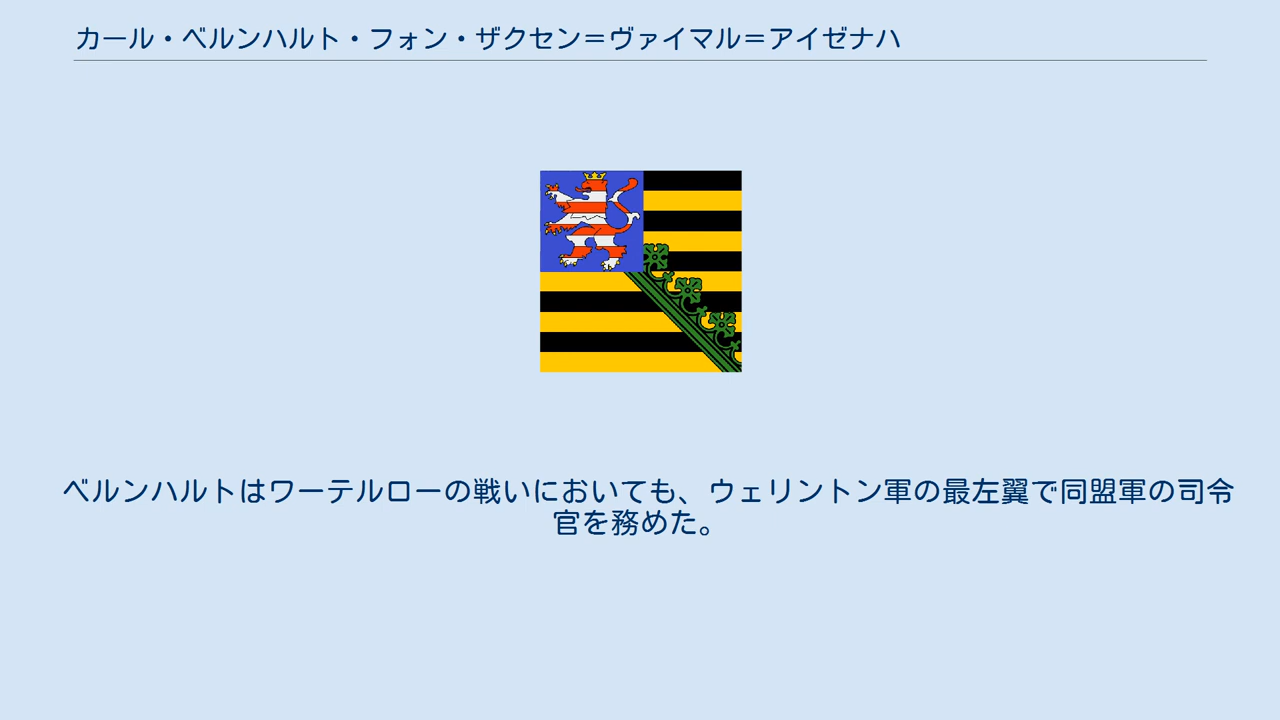 カール・ベルンハルト・フォン・ザクセン＝ヴァイマル＝アイゼナハ
ベルンハルトはワーテルローの戦いにおいても、ウェリントン軍の最左翼で同盟軍の司令
官を務めた。